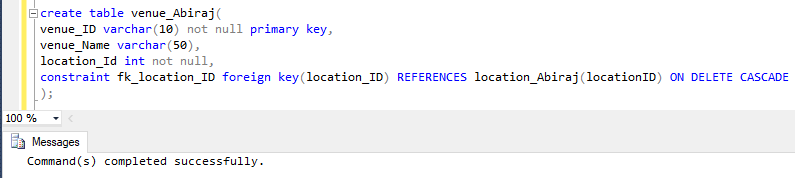 create table venue_Abiraj(
venue_ID varchar(10) not null primary key,
venue_Name varchar(50),
location_Id int not null,
constraint fk_location_ID foreign key(location_ID) REFERENCES location_Abiraj(locationID) ON DELETE CASCADE
);
100 %
Messages
Command(s) completed successfully.